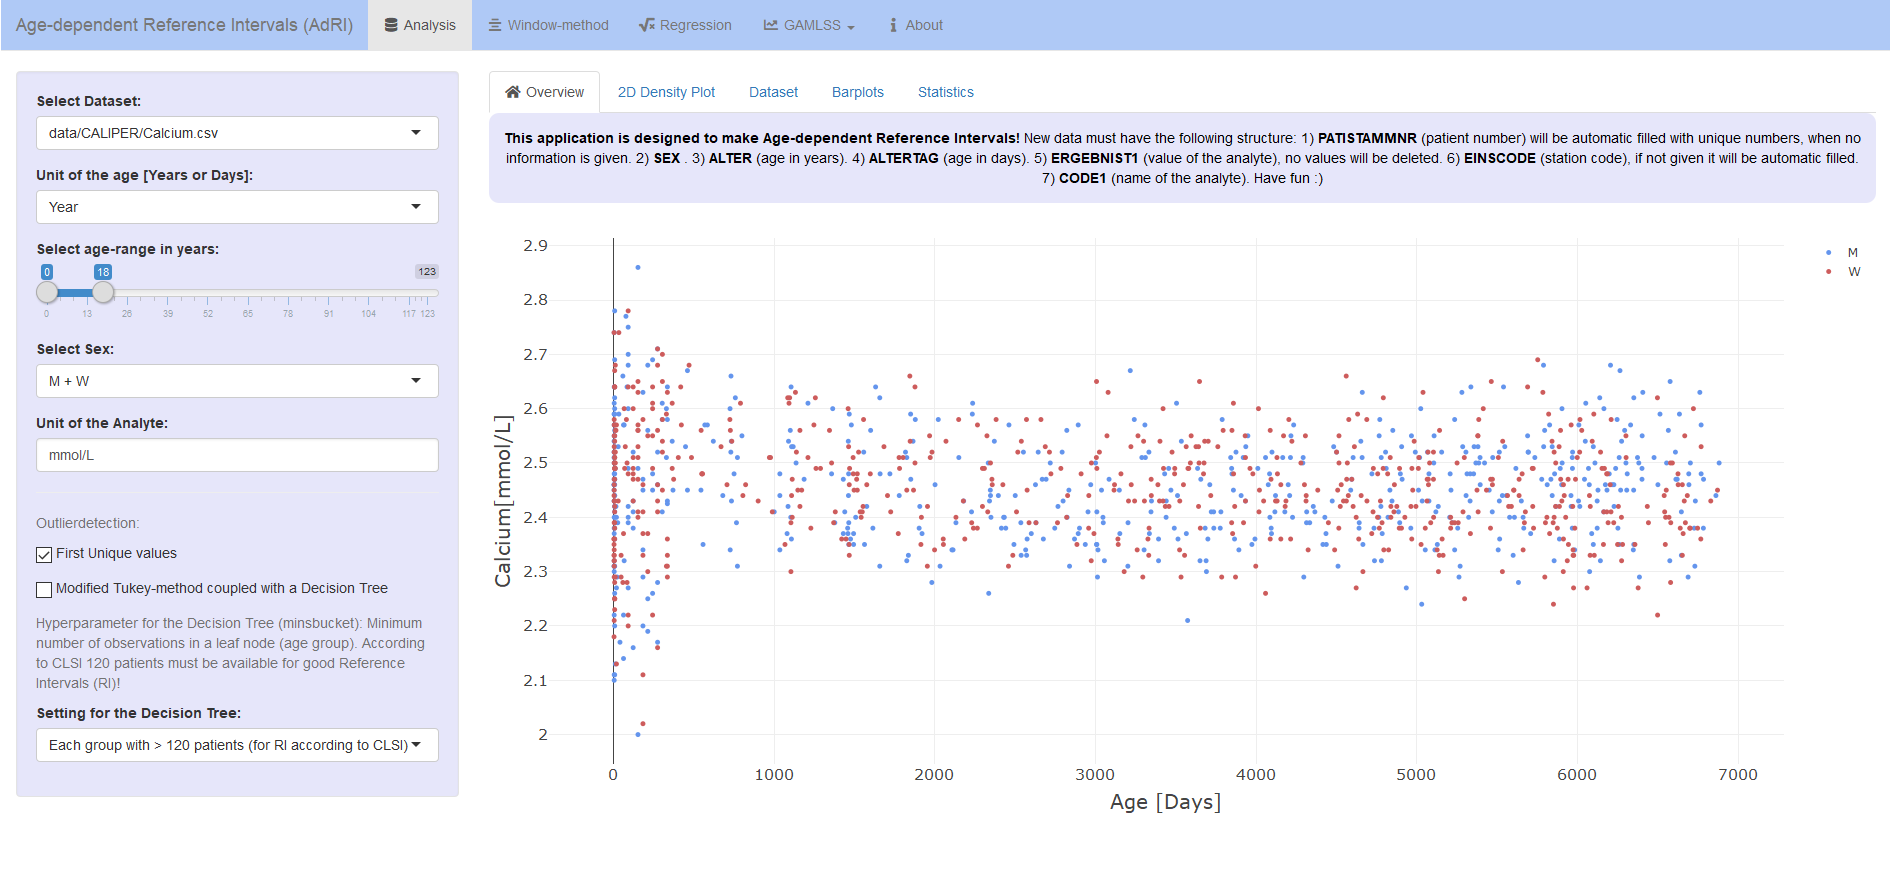 Age-dependent Reference Intervals (AdRI)
Analysis
Window-method
Regression
GAMLSS
About
Select Dataset:
data/CALIPER/Calcium.csv
Unit of the age [Years or Days]:
Year
Select age-range in years:
0 18 123
0 13 26 39 52 65 78 91 104 117 123
Select Sex:
M + W
Unit of the Analyte:
mmol/L
Outlierdetection:
First Unique values
Modified Tukey-method coupled with a Decision Tree
Hyperparameter for the Decision Tree (minsbucket): Minimum
number of observations in a leaf node (age group). According
to CLSI 120 patients must be available for good Reference
Intervals (RI)!
Setting for the Decision Tree:
Each group with > 120 patients (for RI according to CLSI)
Overview
2D Density Plot
Dataset
Barplots
Statistics
This application is designed to make Age-dependent Reference Intervals! New data must have the following structure: 1) PATISTAMMNR (patient number) will be automatic filled with unique numbers, when no
information is given. 2) SEX . 3) ALTER (age in years). 4) ALTERTAG (age in days). 5) ERGEBNIST1 (value of the analyte), no values will be deleted. 6) EINSCODE (station code), if not given it will be automatic filled.
7) CODE1 (name of the analyte). Have fun :)
2.9
2.8
2.7
2.6
2.5
2.4
2.3
2.2
2.1
2
Calcium[mmol/L]
0 1000 2000 3000 4000 5000 6000 7000
Age [Days]
M
W